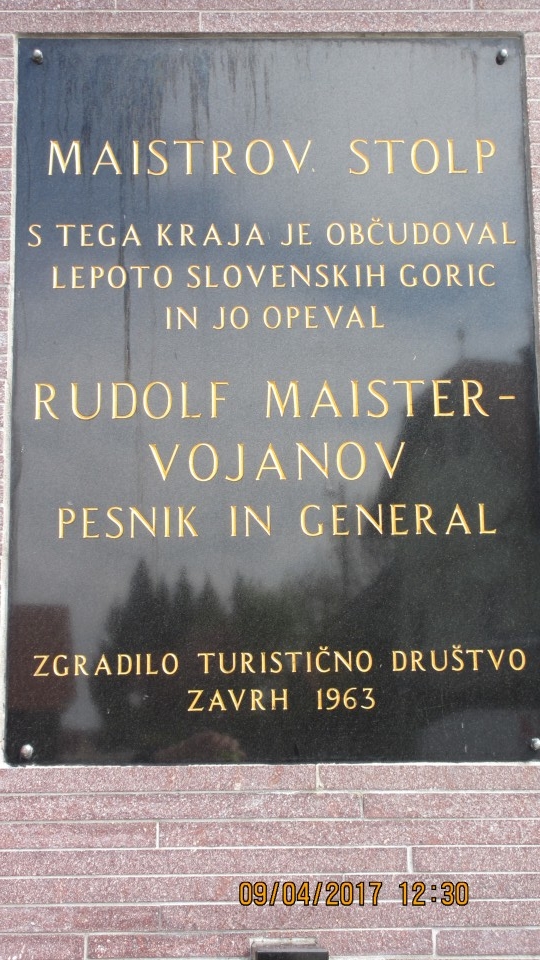 MAISTROV STOLP
S TEGA KRAJA JE OBČUDOVAL
LEPOTO SLOVENSKIH GORIC
IN JO OPEVAL
RUDOLF MAISTER-
VOJANOV
PESNIK IN GENERAL
ZGRADILO TURISTIČNO DRUŠTVO
ZAVRH 1963
09/04/2017 12:30